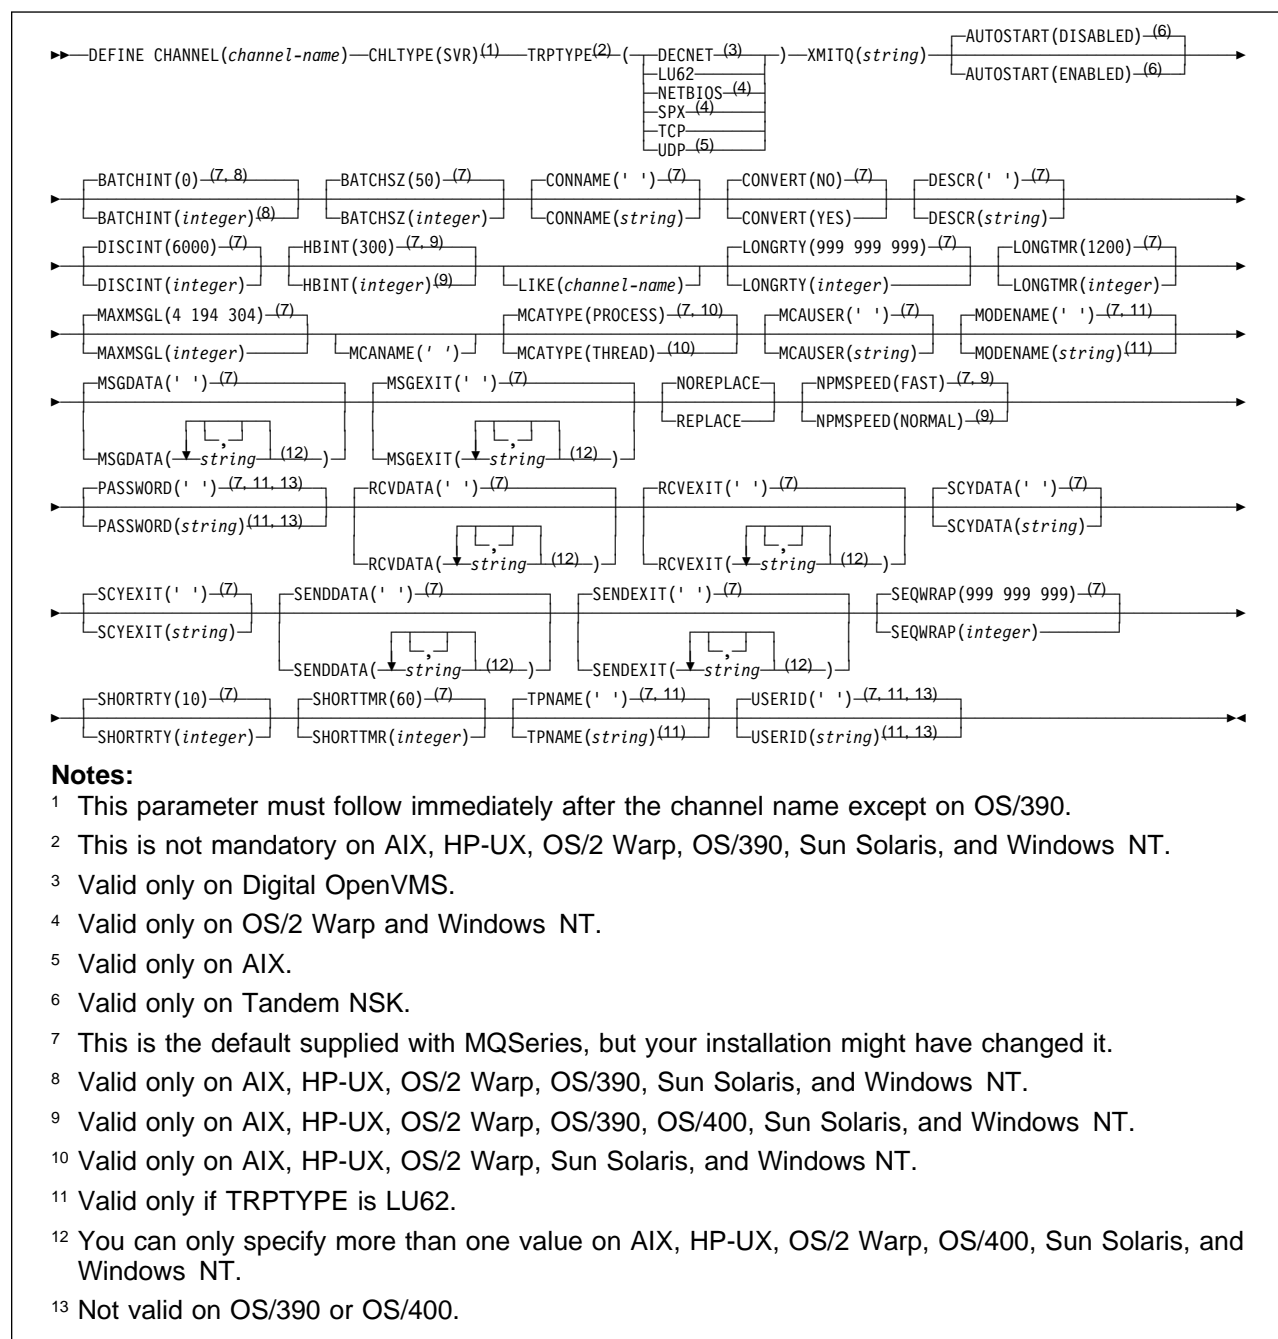 DEFINE CHANNEL(channel-name) CHLTYPE(SVR) (1) TRPTYPE (2) ( DECNET (3) ) XMITQ(string) AUTOSTART(DISABLED) (6)
LU62 AUTOSTART(ENABLED) (6)
NETBIOS (4)
SPX (4)
TCP
UDP (5)
BATCHINT(0) (7, 8) BATCHSZ(50) (7) CONNAME(' ') (7) CONVERT(NO) (7) DESCR(' ') (7)
BATCHINT(integer) (8) BATCHSZ(integer) CONNAME(string) CONVERT(YES) DESCR(string)
DISCINT(6000) (7) HBINT(300) (7, 9) LONGRTY(999 999 999) (7) LONGTMR(1200) (7)
DISCINT(integer) HBINT(integer) (9) LIKE(channel-name) LONGRTY(integer) LONGTMR(integer)
MAXMSGL(4 194 304) (7) MCATYPE(PROCESS) (7, 10) MCAUSER(' ') (7) MODENAME(' ') (7, 11)
MAXMSGL(integer) MCANAME(' ') MCATYPE(THREAD) (10) MCAUSER(string) MODENAME(string) (11)
MSGDATA(' ') (7) MSGEXIT(' ') (7) NOREPLACE NPMSPEED(FAST) (7, 9)
REPLACE NPMSPEED(NORMAL) (9)
, ,
MSGDATA( string (12) ) MSGEXIT( string (12) )
PASSWORD(' ') (7, 11, 13) RCVDATA(' ') (7) RCVEXIT(' ') (7) SCYDATA(' ') (7)
PASSWORD(string) (11, 13) SCYDATA(string)
, ,
RCVDATA( string (12) ) RCVEXIT( string (12) )
SCYEXIT(' ') (7) SENDDATA(' ') (7) SENDEXIT(' ') (7) SEQWRAP(999 999 999) (7)
SCYEXIT(string) SEQWRAP(integer)
, ,
SENDDATA( string (12) ) SENDEXIT( string (12) )
SHORTRTY(10) (7) SHORTTMR(60) (7) TPNAME(' ') (7, 11) USERID(' ') (7, 11, 13)
SHORTRTY(integer) SHORTTMR(integer) TPNAME(string) (11) USERID(string) (11, 13)
Notes:
1 This parameter must follow immediately after the channel name except on OS/390.
2 This is not mandatory on AIX, HP-UX, OS/2 Warp, OS/390, Sun Solaris, and Windows NT.
3 Valid only on Digital OpenVMS.
4 Valid only on OS/2 Warp and Windows NT.
5 Valid only on AIX.
6 Valid only on Tandem NSK.
7 This is the default supplied with MQSeries, but your installation might have changed it.
8 Valid only on AIX, HP-UX, OS/2 Warp, OS/390, Sun Solaris, and Windows NT.
9 Valid only on AIX, HP-UX, OS/2 Warp, OS/390, OS/400, Sun Solaris, and Windows NT.
10 Valid only on AIX, HP-UX, OS/2 Warp, Sun Solaris, and Windows NT.
11 Valid only if TRPTYPE is LU62.
12 You can only specify more than one value on AIX, HP-UX, OS/2 Warp, OS/400, Sun Solaris, and
Windows NT.
13 Not valid on OS/390 or OS/400.